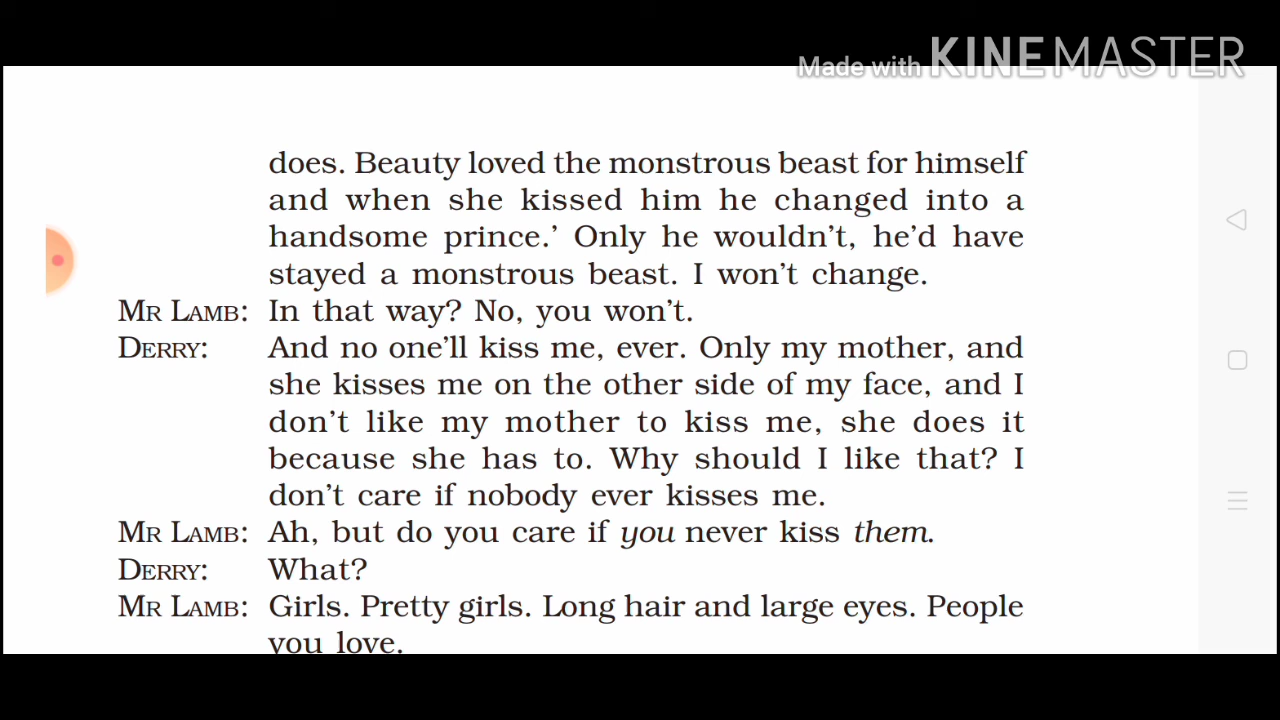 Made with KINEMASTER
does. Beauty loved the monstrous beast for himself
and when she kissed him he changed into a
handsome prince.’ Only he wouldn’t, he’d have
stayed a monstrous beast. I won’t change.
MR LAMB: In that way? No, you won’t.
DERRY: And no one’ll kiss me, ever. Only my mother, and
she kisses me on the other side of my face, and I
don’t like my mother to kiss me, she does it
because she has to. Why should I like that? I
don’t care if nobody ever kisses me.
MR LAMB: Ah, but do you care if you never kiss them.
DERRY: What?
MR LAMB: Girls. Pretty girls. Long hair and large eyes. People
you love.